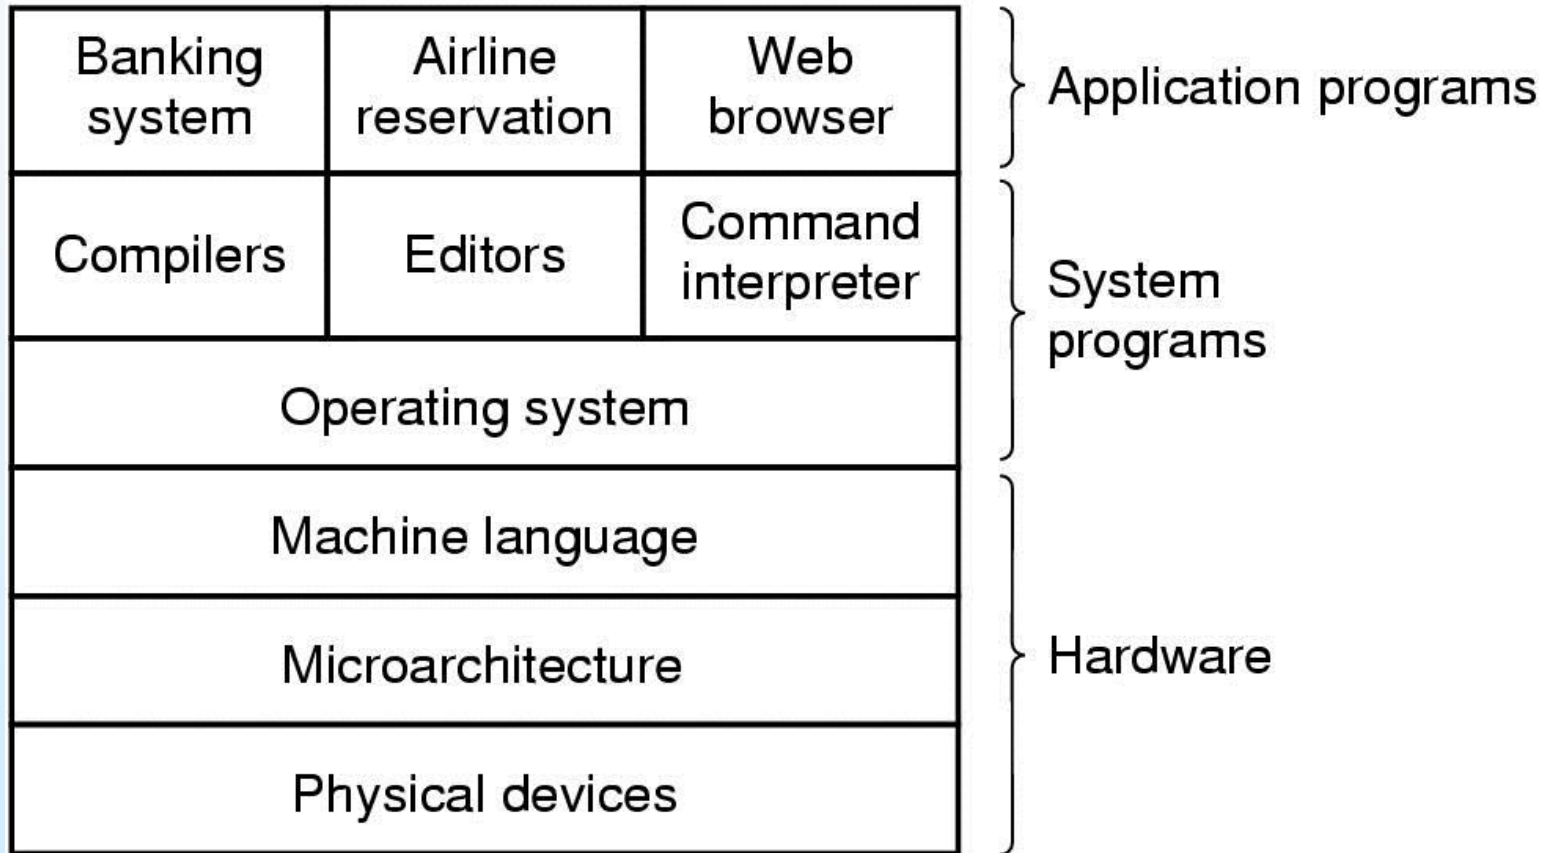 Banking
system
Airline
reservation
Web
browser
Application programs
Compilers
Editors
Command
interpreter
System
programs
Operating system
Machine language
Microarchitecture
Hardware
Physical devices